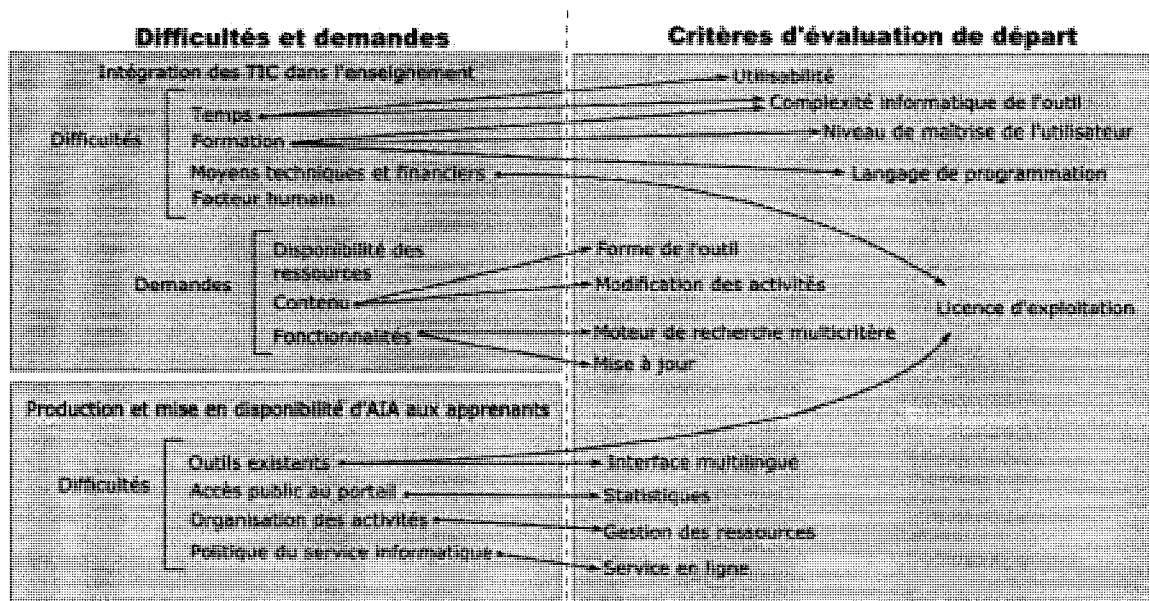 Difficultés et demandes
Critères d'évaluation de départ
Intégration des TIC dans l'enseignement
Difficultés
Temps
Formation
Moyens techniques et financiers
Facteur humain
Demandes
Disponibilité des
ressources
Contenu
Fonctionnalités
Utilisabilité
Complexité informatique de l'outil
Niveau de maîtrise de l'utilisateur
Langage de programmation
Forme de l'outil
Modification des activités
Licence d'exploitation
Moteur de recherche multicritère
Mise à jour
Production et mise en disponibilité d'AIA aux apprenants
Difficultés
Outils existants
Accès public au portail
Organisation des activités
Politique du service informatique
Interface multilingue
Statistiques
Gestion des ressources
Service en ligne